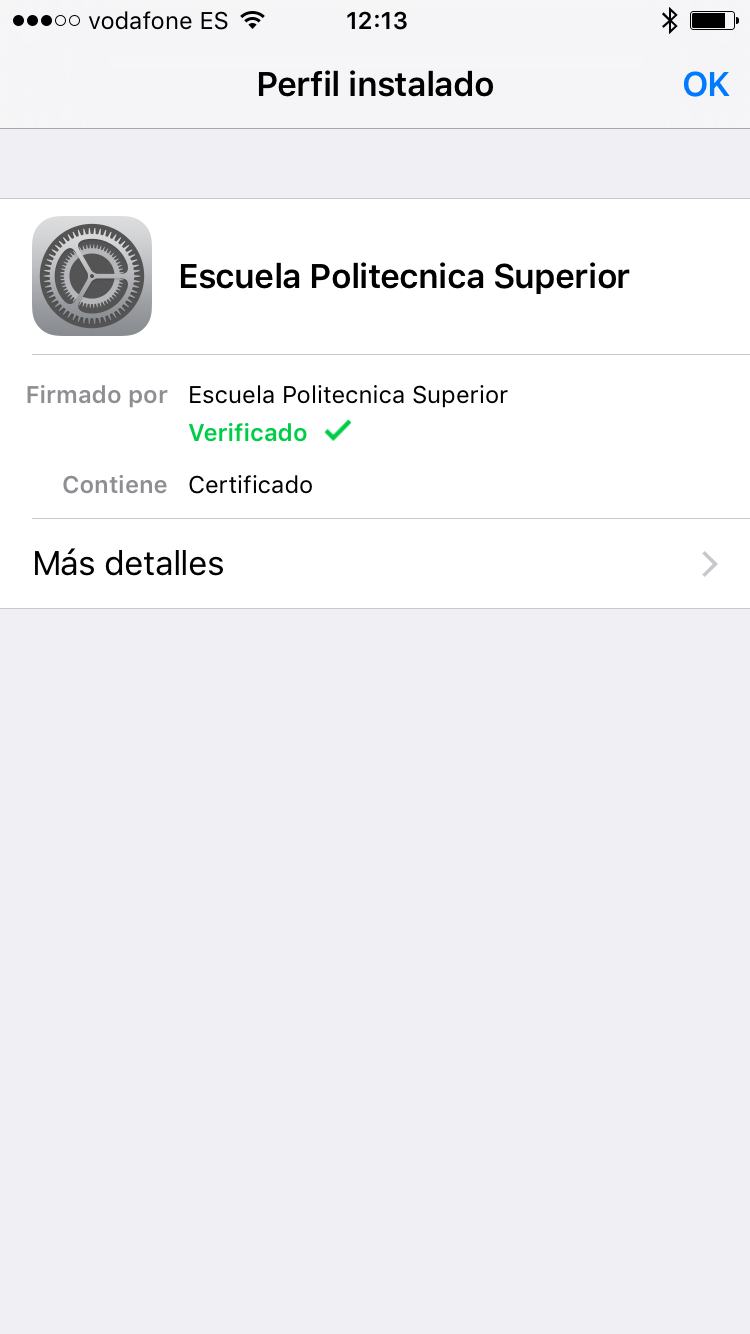 vodafone ES 12:13
Perfil instalado OK
Escuela Politecnica Superior
Firmado por Escuela Politecnica Superior
Verificado
Contiene Certificado
Más detalles